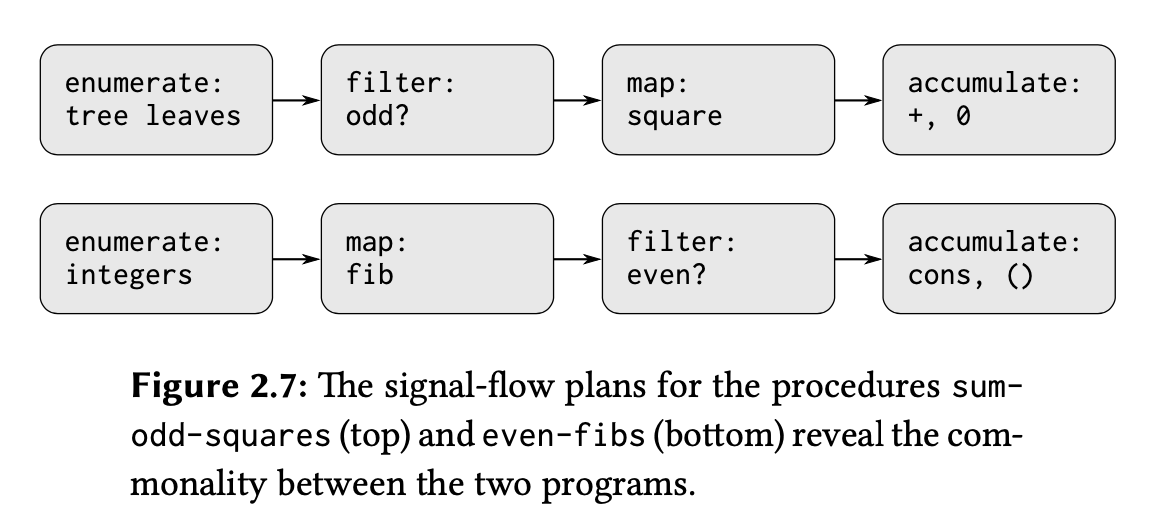 enumerate: filter: map: accumulate:
tree leaves odd? square +, 0
enumerate: map: filter: accumulate:
integers fib even? cons, ()
Figure 2.7: The signal-flow plans for the procedures sum-
odd-squares (top) and even-fibs (bottom) reveal the com-
monality between the two programs.